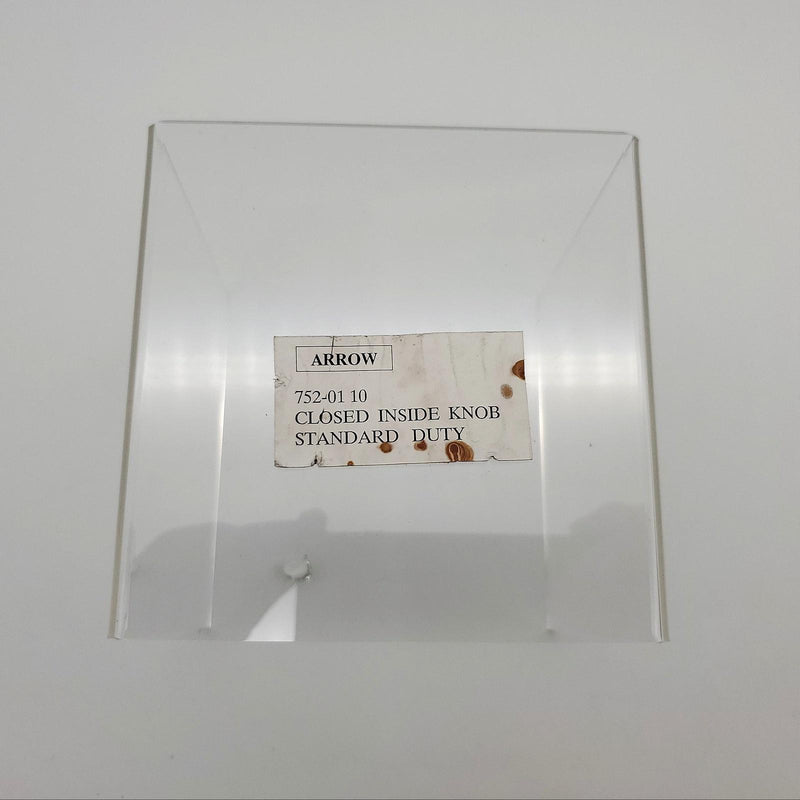 ARROW
752-01 10
CLOSED INSIDE KNOB
STANDARD DUTY